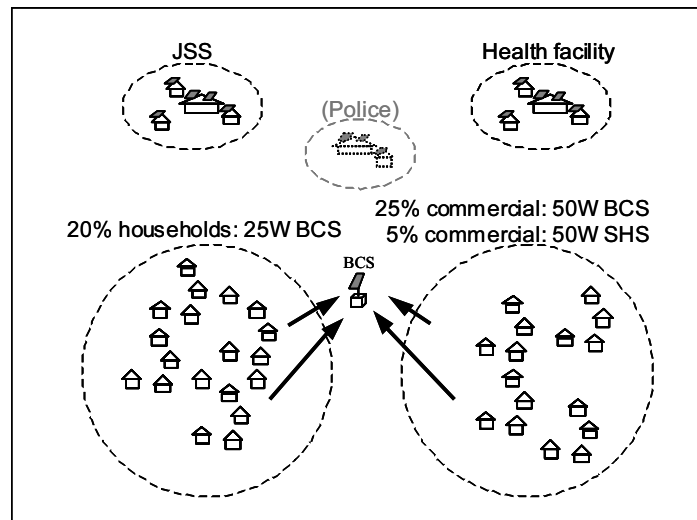 JSS
Health facility
(Police)
25% commercial: 50W BCS
20% households: 25W BCS
5% commercial: 50W SHS
BCS